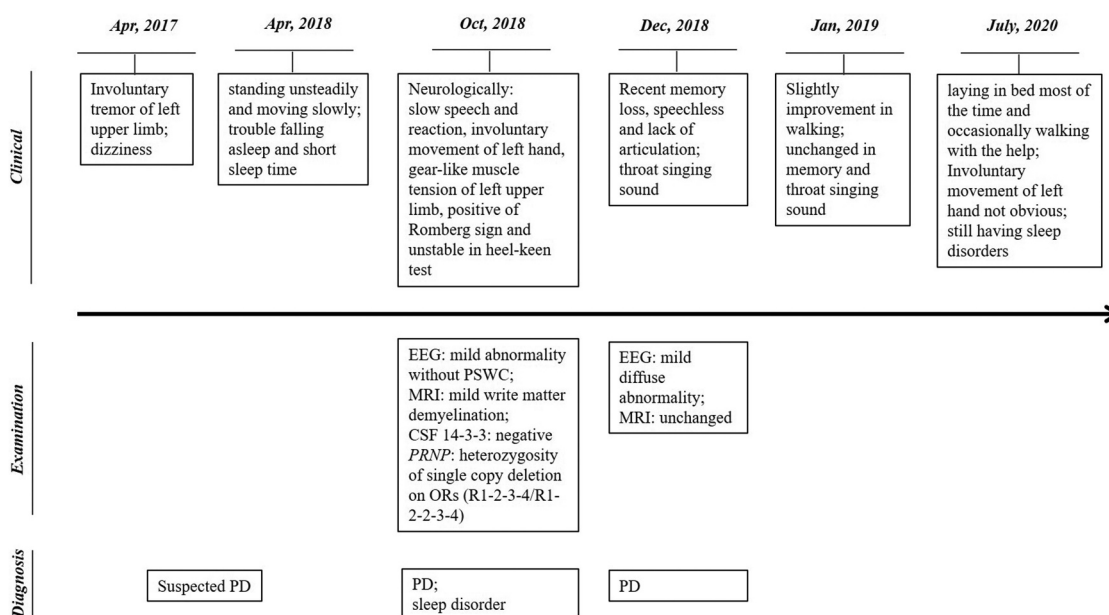 Apr, 2017
Apr, 2018
Oct, 2018
Dec, 2018
Jan, 2019
July, 2020
Clinical
Involuntary
tremor of left
upper limb;
dizziness
standing unsteadily
and moving slowly;
trouble falling
asleep and short
sleep time
Neurologically:
slow speech and
reaction, involuntary
movement of left hand,
gear-like muscle
tension of left upper
limb, positive of
Romberg sign and
unstable in heel-keen
test
Recent memory
loss, speechless
and lack of
articulation;
throat singing
sound
Slightly
improvement in
walking;
unchanged in
memory and
throat singing
sound
laying in bed most of
the time and
occasionally walking
with the help;
Involuntary
movement of left
hand not obvious;
still having sleep
disorders
Examination
EEG: mild abnormality
without PSWC;
MRI: mild write matter
demyelination;
CSF 14-3-3: negative
PRNP: heterozygosity
of single copy deletion
on ORs (R1-2-3-4/R1-
2-2-3-4)
EEG: mild
diffuse
abnormality;
MRI: unchanged
Diagnosis
Suspected PD
PD;
sleep disorder
PD